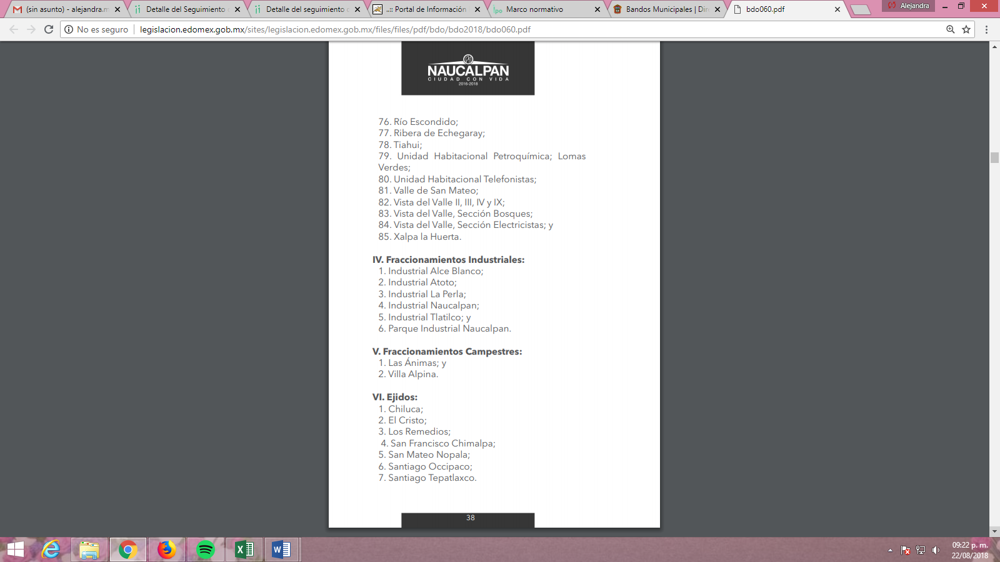 (sin asunto) - alejandra.m
Detalle del Seguimiento
Detalle del seguimiento
..:: Portal de Información
ipo Marco normativo
Bandos Municipales | Dir
bdo060.pdf
Alejandra
No es seguro
legislacion.edomex.gob.mx/sites/legislacion.edomex.gob.mx/files/files/pdf/bdo/bdo2018/bdo060.pdf
NAUCALPAN
CIUDAD CON VIDA
2016-2018
76. Río Escondido;
77. Ribera de Echegaray;
78. Tiahui;
79. Unidad Habitacional Petroquímica; Lomas
Verdes;
80. Unidad Habitacional Telefonistas;
81. Valle de San Mateo;
82. Vista del Valle II, III, IV y IX;
83. Vista del Valle, Sección Bosques;
84. Vista del Valle, Sección Electricistas; y
85. Xalpa la Huerta.
IV. Fraccionamientos Industriales:
1. Industrial Alce Blanco;
2. Industrial Atoto;
3. Industrial La Perla;
4. Industrial Naucalpan;
5. Industrial Tlatilco; y
6. Parque Industrial Naucalpan.
V. Fraccionamientos Campestres:
1. Las Ánimas; y
2. Villa Alpina.
VI. Ejidos:
1. Chiluca;
2. El Cristo;
3. Los Remedios;
4. San Francisco Chimalpa;
5. San Mateo Nopala;
6. Santiago Occipaco;
7. Santiago Tepatlaxco.
38
09:22 p. m.
22/08/2018